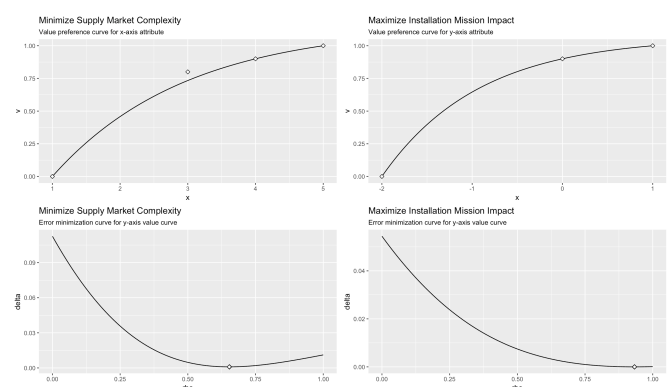 Minimize Supply Market Complexity
Value preference curve for x-axis attribute
1.00
0.75
0.50
0.25
0.00
v
1 2 3 4 5
x
Maximize Installation Mission Impact
Value preference curve for y-axis attribute
1.00
0.75
0.50
0.25
0.00
v
-2 -1 0 1
x
Minimize Supply Market Complexity
Error minimization curve for y-axis value curve
0.09
0.06
0.03
0.00
delta
0.00 0.25 0.50 0.75 1.00
Maximize Installation Mission Impact
Error minimization curve for y-axis value curve
0.04
0.02
0.00
delta
0.00 0.25 0.50 0.75 1.00